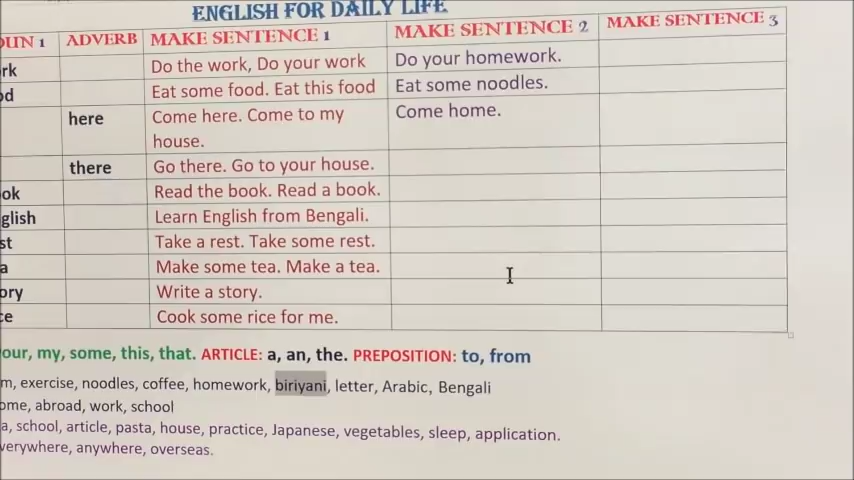 ENGLISH FOR DAILY LIFE
OUN 1 ADVERB MAKE SENTENCE 1 MAKE SENTENCE 2 MAKE SENTENCE 3
rk Do the work, Do your work Do your homework.
od Eat some food. Eat this food Eat some noodles.
here Come here. Come to my Come home.
house.
there Go there. Go to your house.
ok Read the book. Read a book.
glish Learn English from Bengali.
st Take a rest. Take some rest.
a Make some tea. Make a tea.
ory Write a story.
ce Cook some rice for me.
our, my, some, this, that. ARTICLE: a, an, the. PREPOSITION: to, from
m, exercise, noodles, coffee, homework, biriyani, letter, Arabic, Bengali
ome, abroad, work, school
a, school, article, pasta, house, practice, Japanese, vegetables, sleep, application.
verywhere, anywhere, overseas.